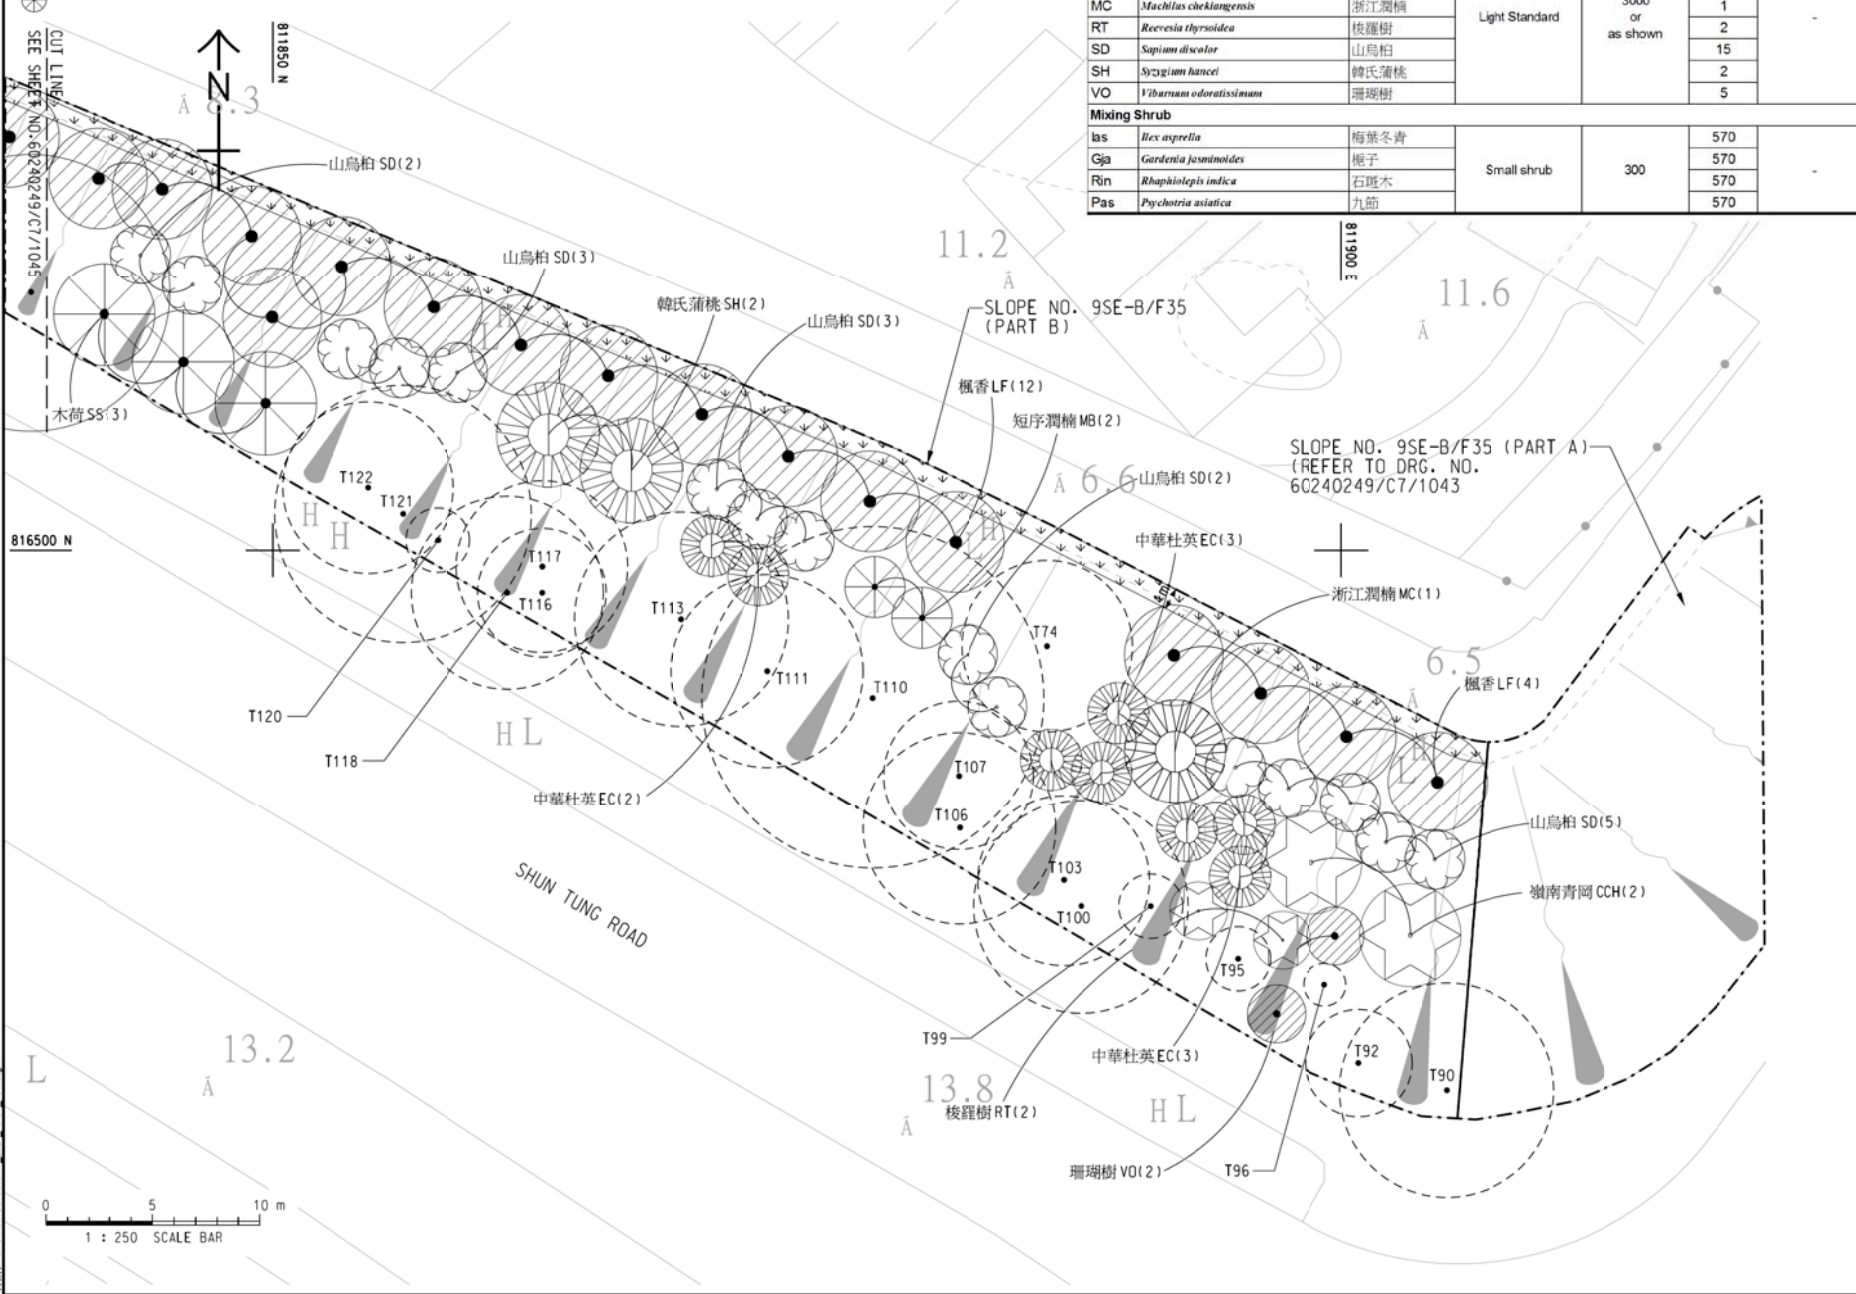 CUT LINE
SEE SHEET NO.60240249/C7/1045
N
811850 N
8.3
MC Machilus chekiangensis 浙江潤楠 1
Light Standard
3000
or
as shown
-
RT Reevesia thyrsoidea 梭羅樹 2
SD Sapium discolor 山烏桕 15
SH Syzygium hancei 韓氏蒲桃 2
VO Viburnum odoratissimum 珊瑚樹 5
Mixing Shrub
Ias Ilex asprella 梅葉冬青 570
Gja Gardenia jasminoides 梔子 570
Small shrub 300 -
Rin Rhaphiolepis indica 石斑木 570
Pas Psychotria asiatica 九節 570
811900 E
山烏桕 SD(2)
山烏桕 SD(3)
韓氏蒲桃 SH(2)
山烏桕 SD(3)
11.2
11.6
SLOPE NO. 9SE-B/F35
(PART B)
楓香 LF(12)
短序潤楠 MB(2)
木荷 SS(3)
SLOPE NO. 9SE-B/F35 (PART A)
(REFER TO DRG. NO.
60240249/C7/1043
6.6
山烏桕 SD(2)
T122
T121
H
H
816500 N
中華杜英 EC(3)
T117
T116
4m
浙江潤楠 MC(1)
T113
T74
6.5
楓香 LF(4)
T111
T110
T120
H L
T118
T107
中華杜英 EC(2)
T106
山烏桕 SD(5)
SHUN TUNG ROAD
T103
T100
嶺南青岡 CCH(2)
T95
T99
中華杜英 EC(3)
T92
T90
13.2
L
13.8
梭羅樹 RT(2)
H L
珊瑚樹 VO(2)
T96
0 5 10 m
1 : 250 SCALE BAR